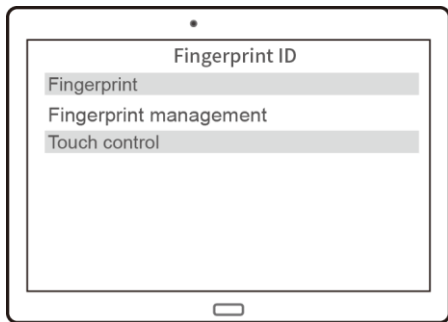 Fingerprint ID
Fingerprint
Fingerprint management
Touch control